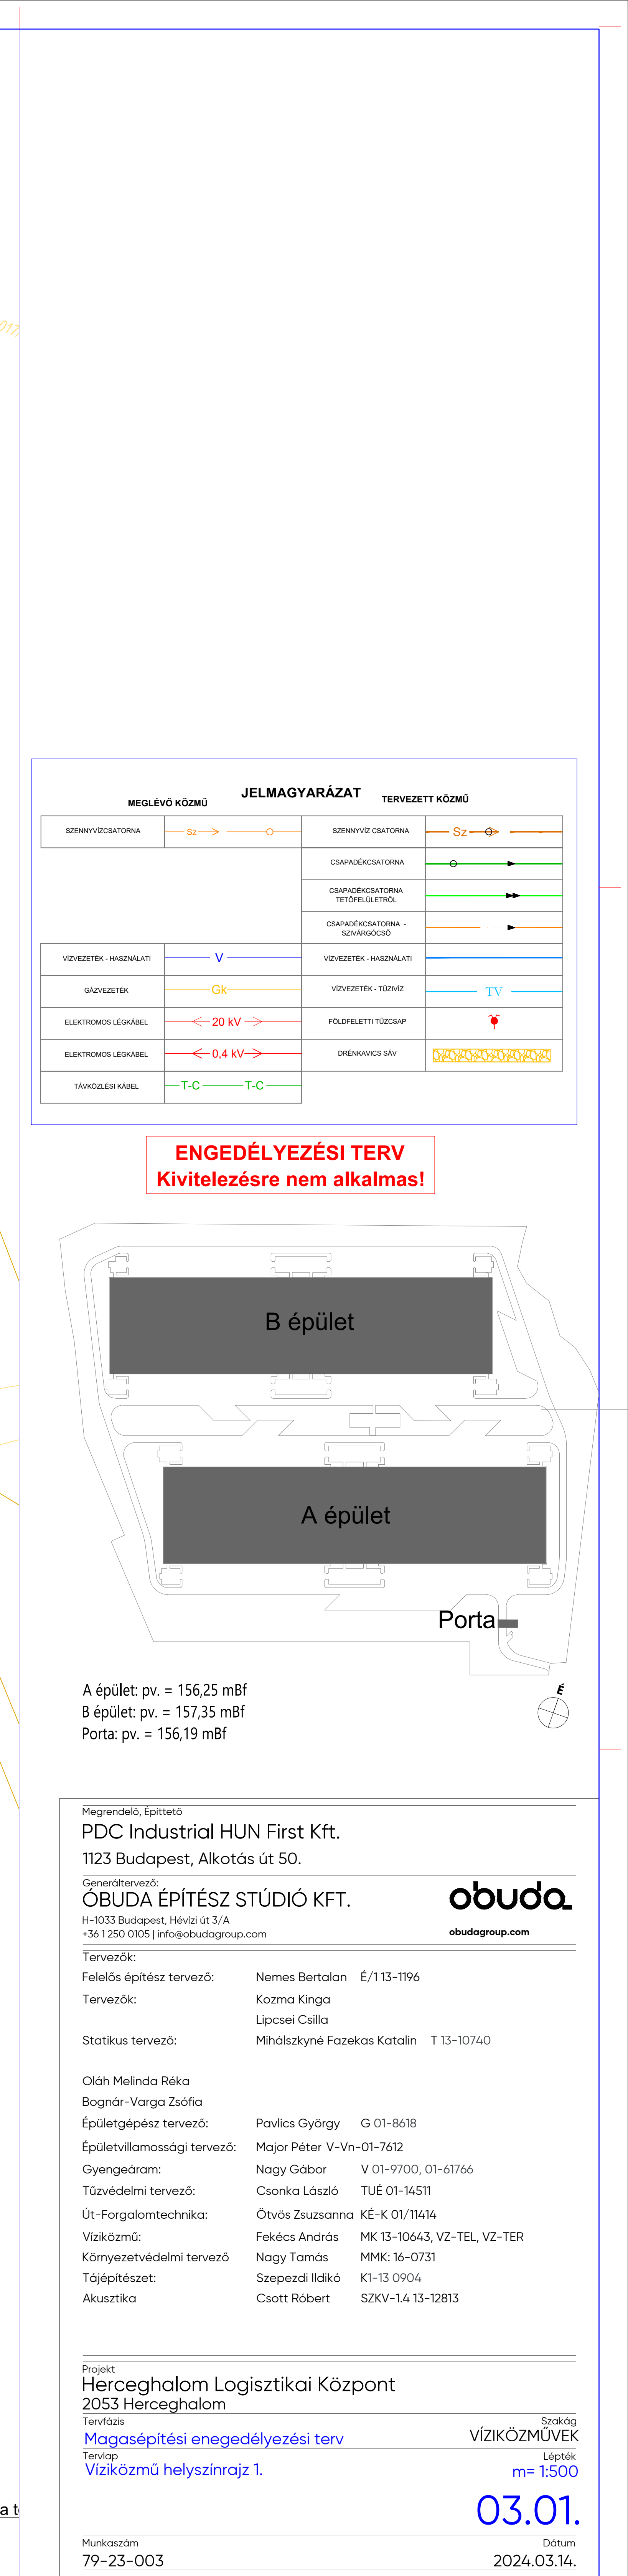 017
JELMAGYARÁZAT
MEGLÉVŐ KÖZMŰ
TERVEZETT KÖZMŰ
SZENNYVÍZCSATORNA Sz
SZENNYVÍZ CSATORNA Sz
CSAPADÉKCSATORNA
CSAPADÉKCSATORNA
TETŐFELÜLETRŐL
CSAPADÉKCSATORNA -
SZIVÁRGÓCSŐ
VÍZVEZETÉK - HASZNÁLATI V
VÍZVEZETÉK - HASZNÁLATI
GÁZVEZETÉK Gk
VÍZVEZETÉK - TŰZIVÍZ TV
ELEKTROMOS LÉGKÁBEL 20 kV
FÖLDFELETTI TŰZCSAP
ELEKTROMOS LÉGKÁBEL 0,4 kV
DRÉNKAVICS SÁV
TÁVKÖZLÉSI KÁBEL T-C T-C
ENGEDÉLYEZÉSI TERV
Kivitelezésre nem alkalmas!
B épület
A épület
Porta
A épület: pv. = 156,25 mBf
B épület: pv. = 157,35 mBf
Porta: pv. = 156,19 mBf
É
Megrendelő, Építtető
PDC Industrial HUN First Kft.
1123 Budapest, Alkotás út 50.
Generáltervező:
ÓBUDA ÉPÍTÉSZ STÚDIÓ KFT.
H-1033 Budapest, Hévízi út 3/A
+36 1 250 0105 | info@obudagroup.com
obuda
obudagroup.com
Tervezők:
Felelős építész tervező: Nemes Bertalan É/1 13-1196
Tervezők: Kozma Kinga
Lipcsei Csilla
Statikus tervező: Mihálszkyné Fazekas Katalin T 13-10740
Oláh Melinda Réka
Bognár-Varga Zsófia
Épületgépész tervező: Pavlics György G 01-8618
Épületvillamossági tervező: Major Péter V-Vn-01-7612
Gyengeáram: Nagy Gábor V 01-9700, 01-61766
Tűzvédelmi tervező: Csonka László TUÉ 01-14511
Út-Forgalomtechnika: Ötvös Zsuzsanna KÉ-K 01/11414
Víziközmű: Fekécs András MK 13-10643, VZ-TEL, VZ-TER
Környezetvédelmi tervező Nagy Tamás MMK: 16-0731
Tájépítészet: Szepezdi Ildikó K1-13 0904
Akusztika Csott Róbert SZKV-1.4 13-12813
Projekt
Herceghalom Logisztikai Központ
2053 Herceghalom
Tervfázis Szakág
Magasépítési enegedélyezési terv VÍZIKÖZMŰVEK
Tervlap Lépték
Víziközmű helyszínrajz 1. m= 1:500
03.01.
a t
Munkaszám Dátum
79-23-003 2024.03.14.